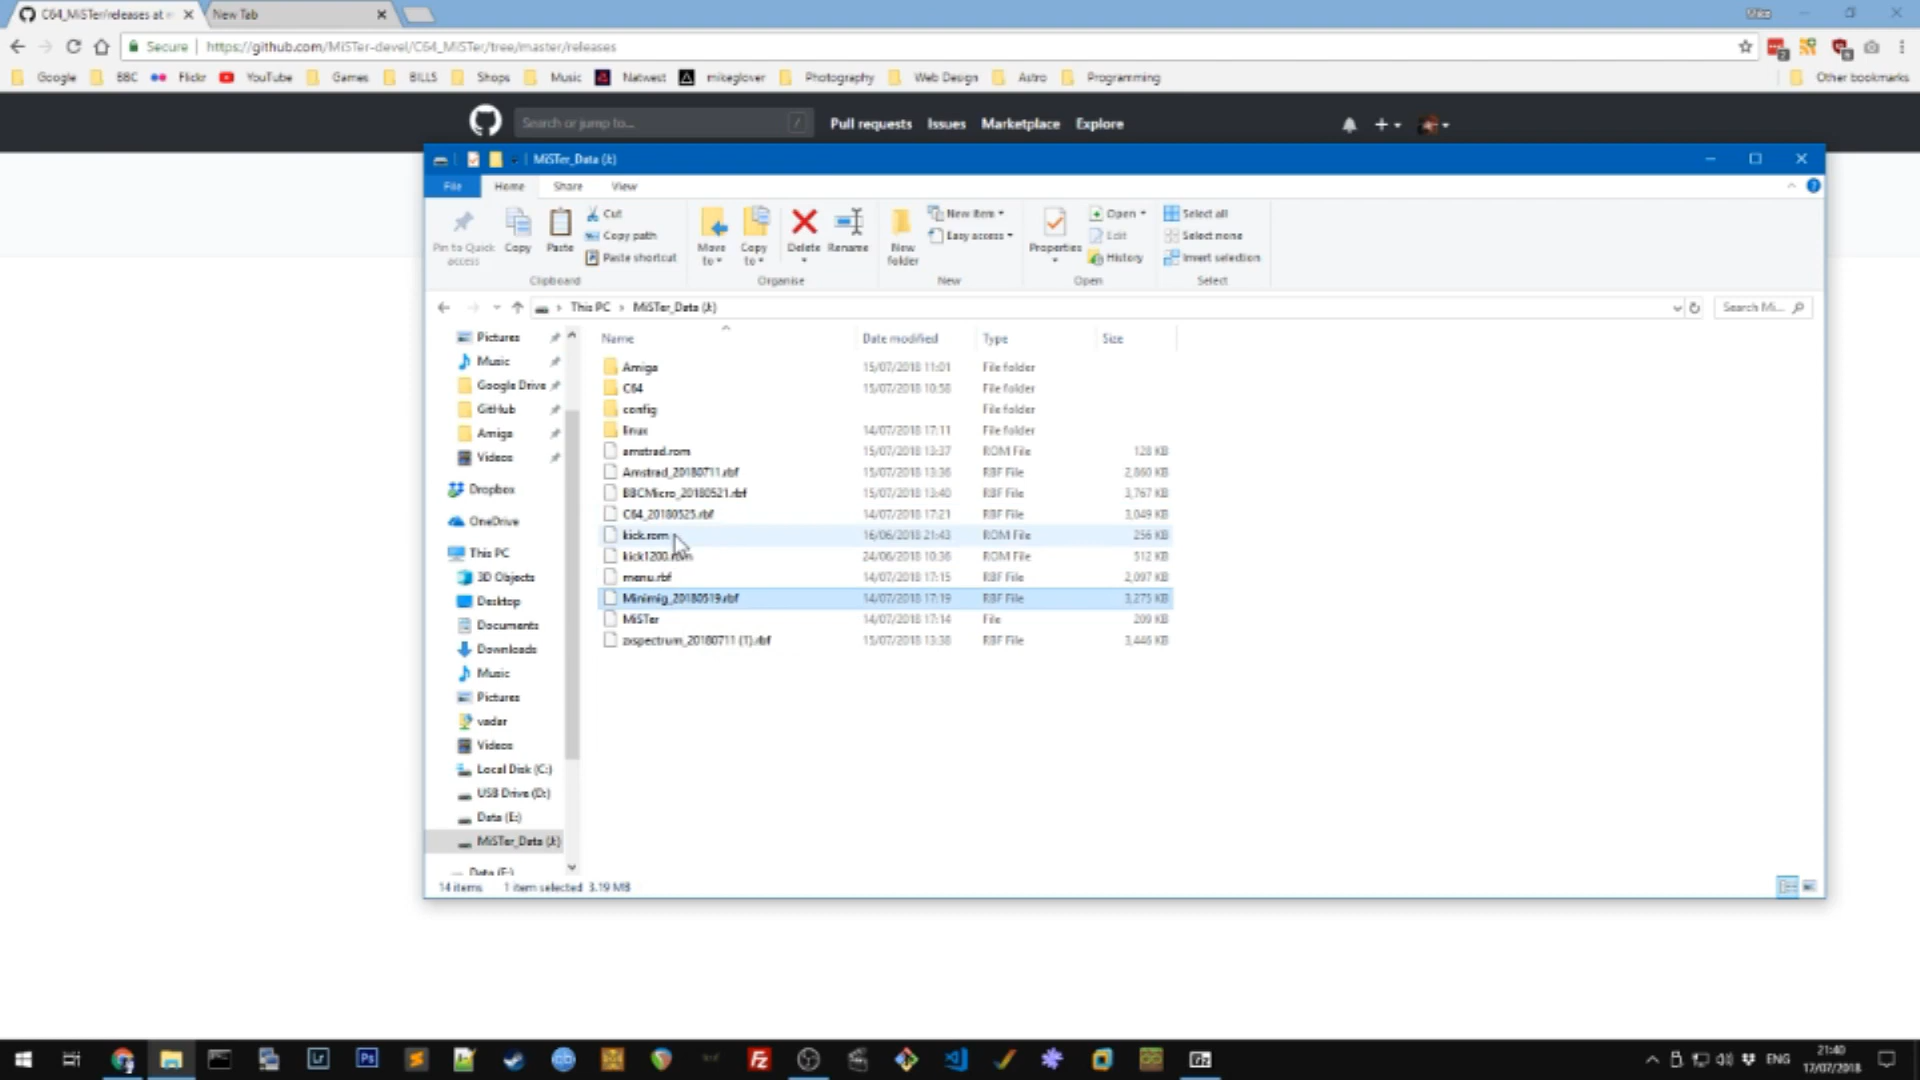 C64_MiSTer/releases at
New Tab
Secure
https://github.com/MiSTer-devel/C64_MiSTer/tree/master/releases
Google BBC Flickr YouTube Games BILLS Shops Music Natwest mikeglover Photography Web Design Astro Programming Other bookmarks
Search or jump to... / Pull requests Issues Marketplace Explore
MiSTer_Data (J:)
File Home Share View
Pin to Quick access
Copy
Paste
Cut
Copy path
Paste shortcut
Clipboard
Move to
Copy to
Delete
Rename
Organise
New folder
New item
Easy access
New
Properties
Open
Edit
History
Open
Select all
Select none
Invert selection
Select
This PC > MiSTer_Data (J:)
Search Mi...
Pictures
Music
Google Drive
GitHub
Amiga
Videos
Dropbox
OneDrive
This PC
3D Objects
Desktop
Documents
Downloads
Music
Pictures
vadar
Videos
Local Disk (C:)
USB Drive (D:)
Data (E:)
MiSTer_Data (J:)
Name Date modified Type Size
Amiga 15/07/2018 11:01 File folder
C64 15/07/2018 10:58 File folder
config File folder
linux 14/07/2018 17:11 File folder
amstrad.rom 15/07/2018 13:37 ROM File 128 KB
Amstrad_20180711.rbf 15/07/2018 13:36 RBF File 2,860 KB
BBCMicro_20180521.rbf 15/07/2018 13:40 RBF File 3,767 KB
C64_20180525.rbf 14/07/2018 17:21 RBF File 3,049 KB
kick.rom 16/06/2018 21:43 ROM File 256 KB
kick1200.rom 24/06/2018 10:36 ROM File 512 KB
menu.rbf 14/07/2018 17:15 RBF File 2,097 KB
Minimig_20180519.rbf 14/07/2018 17:19 RBF File 3,275 KB
MiSTer 14/07/2018 17:14 File 209 KB
zxspectrum_20180711 (1).rbf 15/07/2018 13:38 RBF File 3,446 KB
14 items 1 item selected 3.19 MB
Lr
Ps
Fz
ENG
21:40
17/07/2018